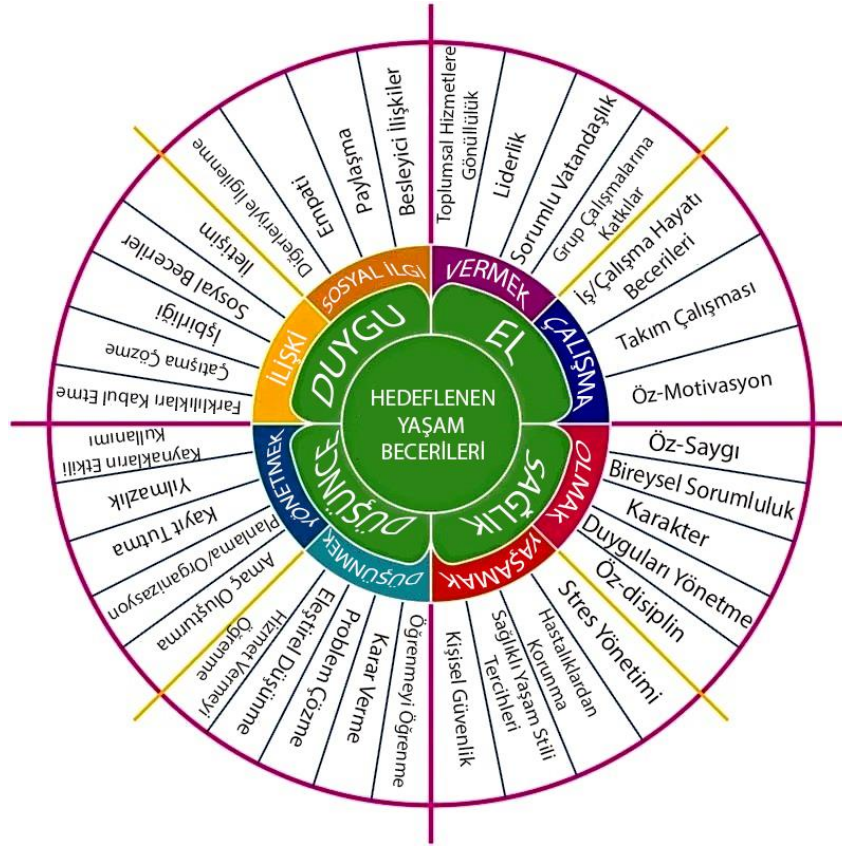 HEDEFLENEN
YAŞAM
BECERİLERİ
DUYGU
EL
SAĞLIK
DÜŞÜNCE
SOSYAL İLGİ
VERMEK
ÇALIŞMA
OLMAK
YAŞAMAK
DÜŞÜNMEK
YÖNETMEK
İLİŞKİ
Toplumsal Hizmetlere
Gönüllülük
Liderlik
Sorumlu Vatandaşlık
Grup Çalışmalarına
Katkılar
İş/Çalışma Hayatı
Becerileri
Takım Çalışması
Öz-Motivasyon
Öz-Saygı
Bireysel Sorumluluk
Karakter
Duyguları Yönetme
Öz-disiplin
Stres Yönetimi
Hastalıklardan
Korunma
Sağlıklı Yaşam Stili
Tercihleri
Kişisel Güvenlik
Öğrenmeyi Öğrenme
Karar Verme
Problem Çözme
Eleştirel Düşünme
Hizmet Vermeyi
Öğrenme
Amaç Oluşturma
Planlama/Organizasyon
Kayıt Tutma
Yılmazlık
Kaynakların Etkili
Kullanımı
Farklılıkları Kabul Etme
Çatışma Çözme
İşbirliği
Sosyal Beceriler
İletişim
Diğerleriyle İlgilenme
Empati
Paylaşma
Besleyici İlişkiler